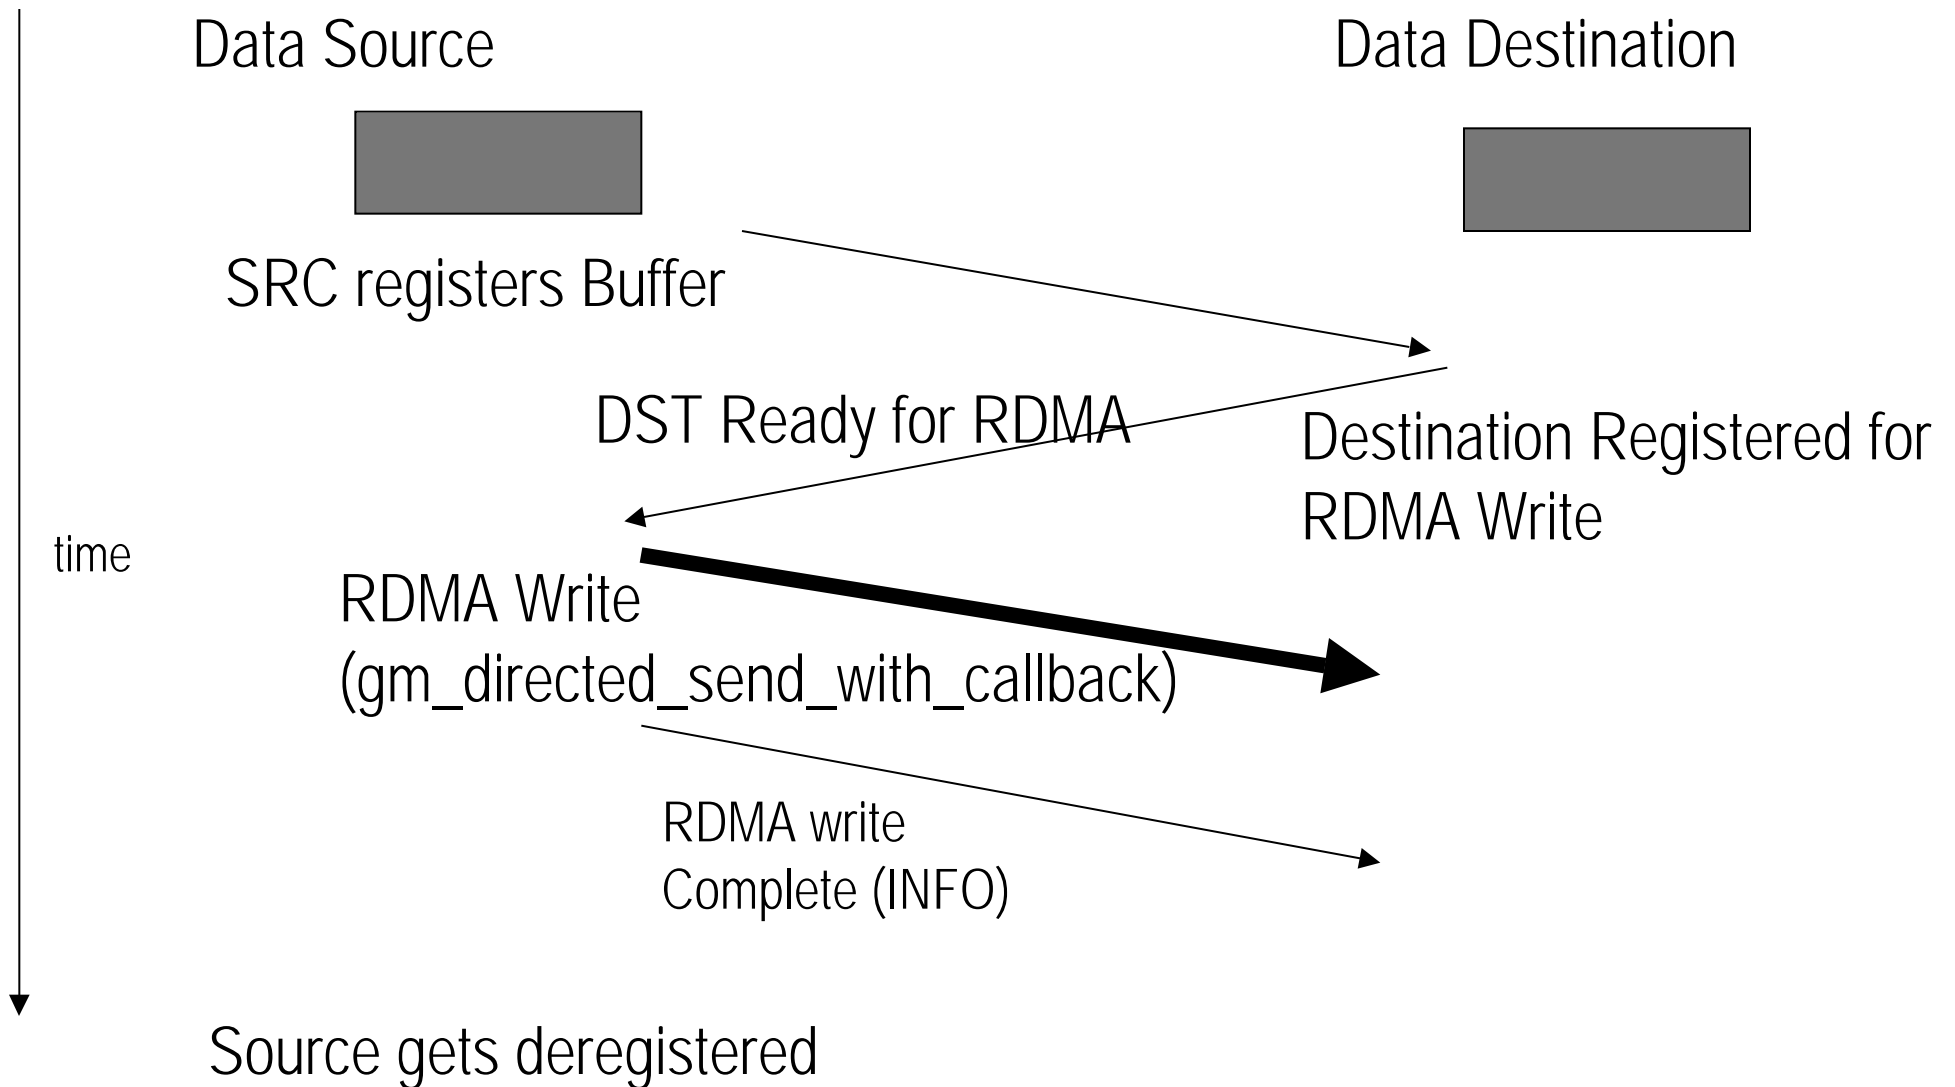 Data Source
Data Destination
SRC registers Buffer
DST Ready for RDMA
Destination Registered for
RDMA Write
time
RDMA Write
(gm_directed_send_with_callback)
RDMA write
Complete (INFO)
Source gets deregistered